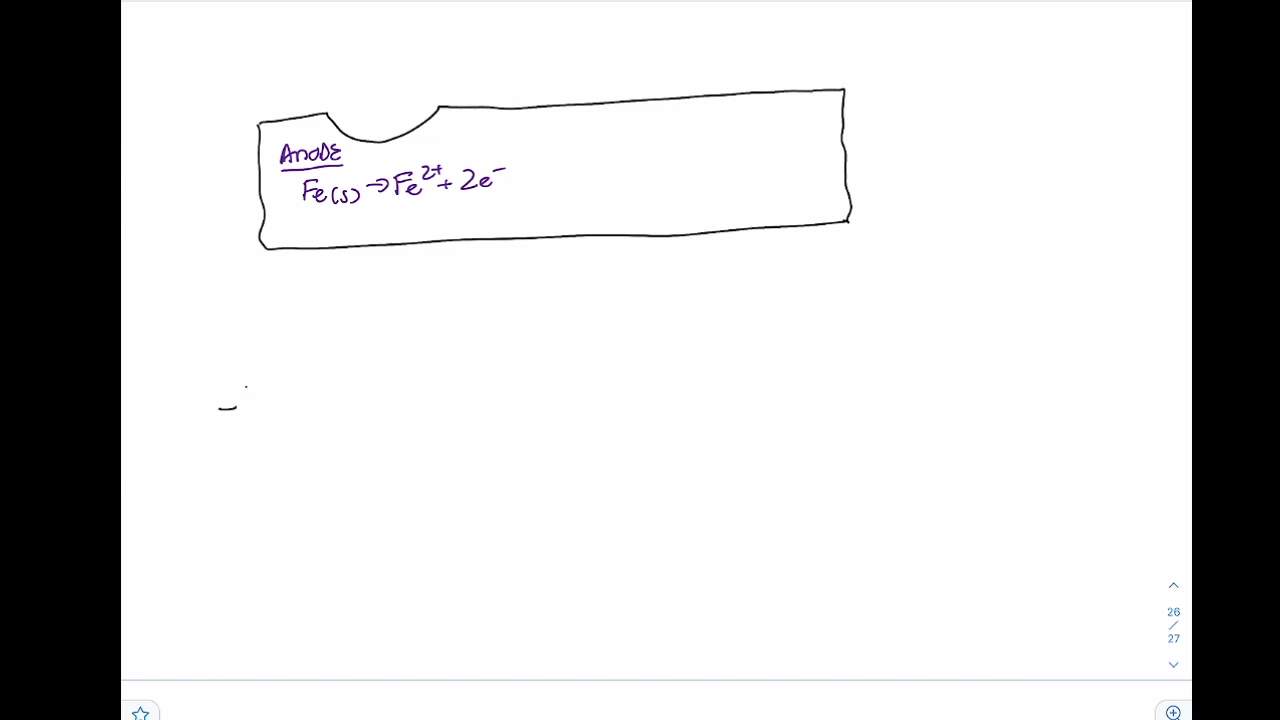 Anode
Fe(s) → Fe²⁺ + 2e⁻
26
/
27